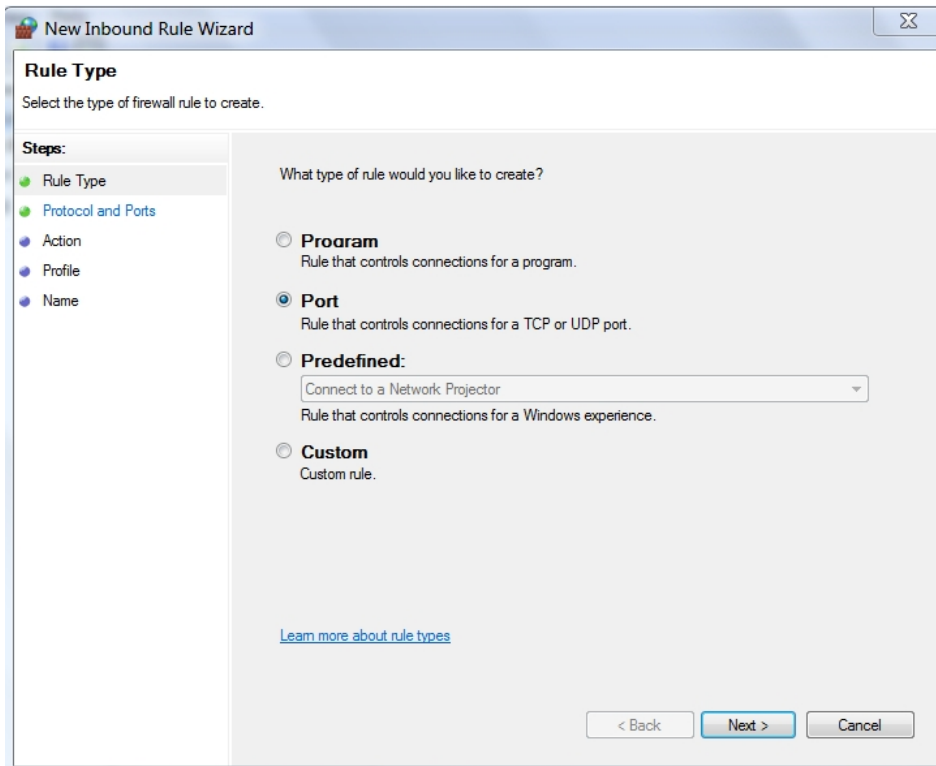 New Inbound Rule Wizard
Rule Type
Select the type of firewall rule to create.
Steps:
Rule Type
Protocol and Ports
Action
Profile
Name
What type of rule would you like to create?
Program
Rule that controls connections for a program.
Port
Rule that controls connections for a TCP or UDP port.
Predefined:
Connect to a Network Projector
Rule that controls connections for a Windows experience.
Custom
Custom rule.
Learn more about rule types
< Back Next > Cancel